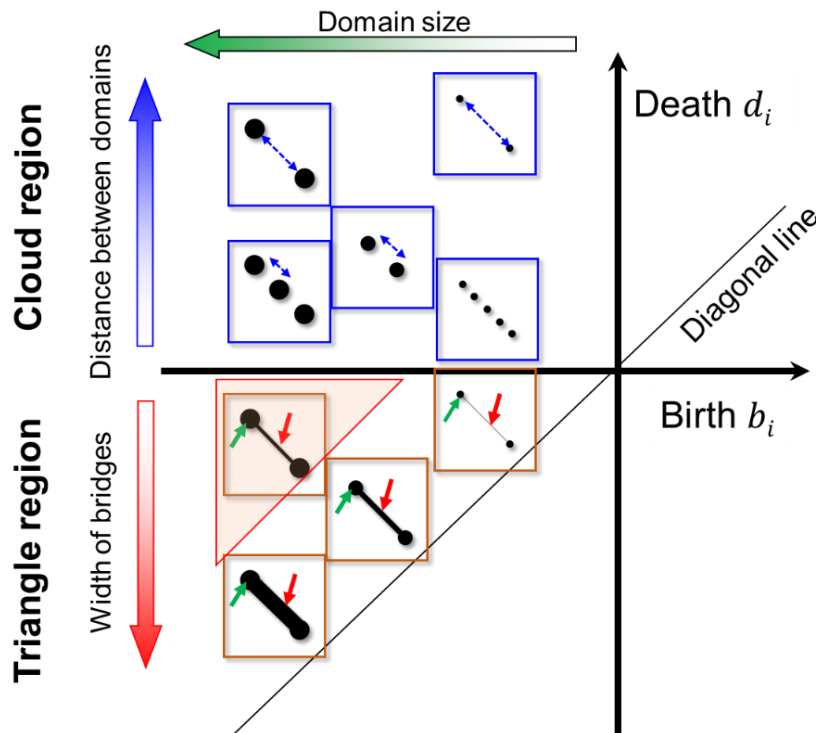 Domain size
Death d_i
Cloud region
Distance between domains
Diagonal line
Birth b_i
Triangle region
Width of bridges